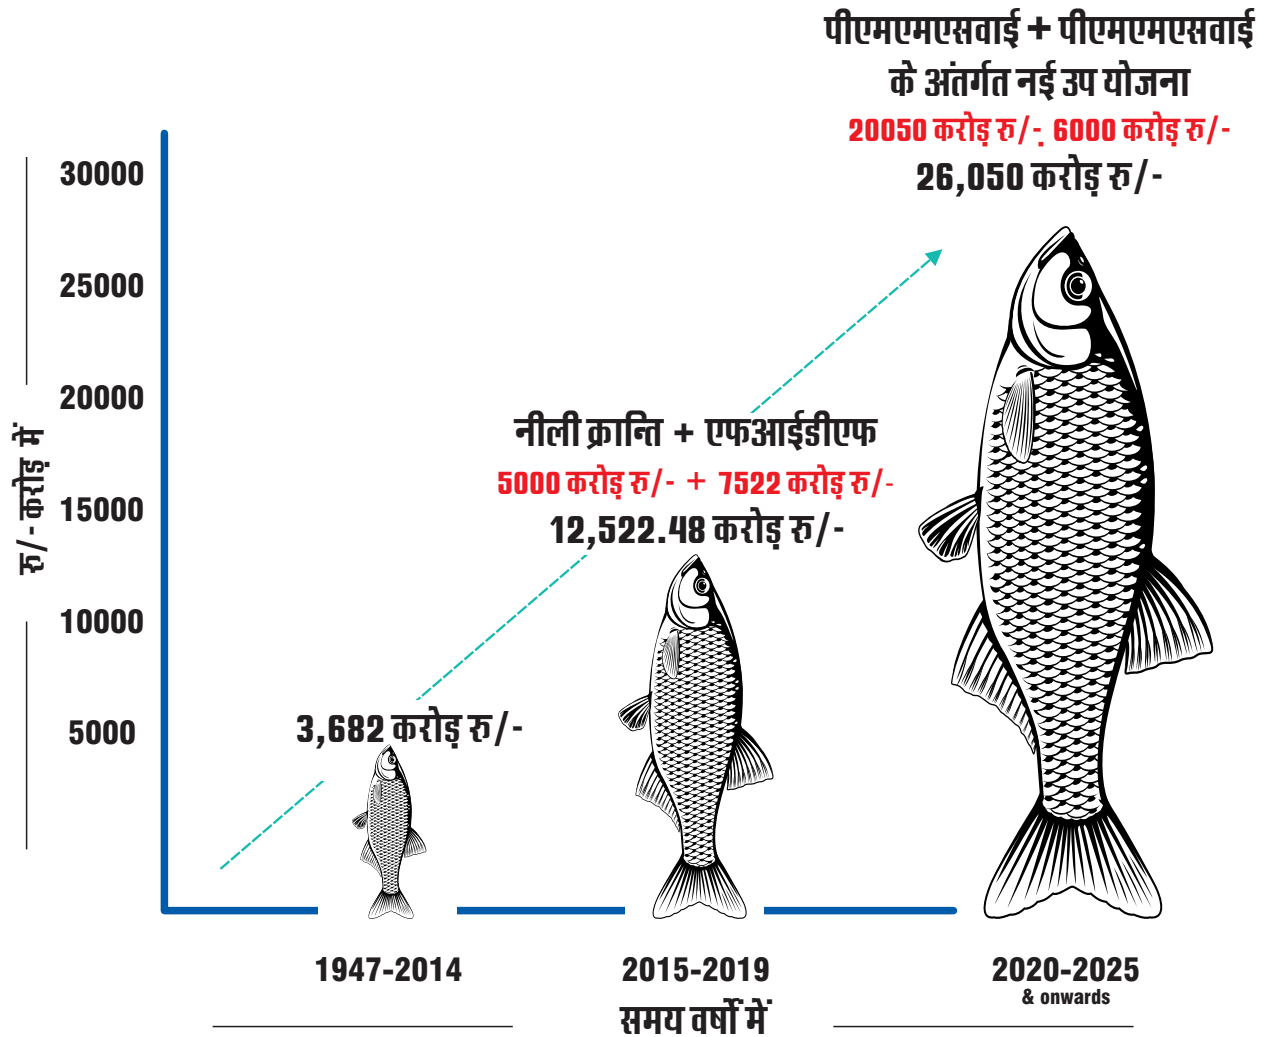 पीएमएमएसवाई + पीएमएमएसवाई
के अंतर्गत नई उप योजना
20050 करोड़ रु/-. 6000 करोड़ रु/-
26,050 करोड़ रु/-
30000
25000
20000
15000
10000
5000
रु/- करोड़ में
नीली क्रान्ति + एफआईडीएफ
5000 करोड़ रु/- + 7522 करोड़ रु/-
12,522.48 करोड़ रु/-
3,682 करोड़ रु/-
1947-2014
2015-2019
2020-2025
& onwards
समय वर्षों में